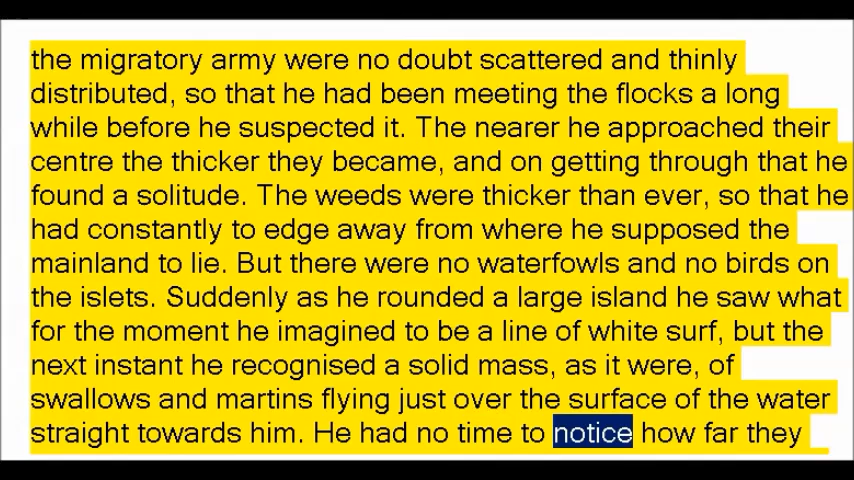 the migratory army were no doubt scattered and thinly
distributed, so that he had been meeting the flocks a long
while before he suspected it. The nearer he approached their
centre the thicker they became, and on getting through that he
found a solitude. The weeds were thicker than ever, so that he
had constantly to edge away from where he supposed the
mainland to lie. But there were no waterfowls and no birds on
the islets. Suddenly as he rounded a large island he saw what
for the moment he imagined to be a line of white surf, but the
next instant he recognised a solid mass, as it were, of
swallows and martins flying just over the surface of the water
straight towards him. He had no time to notice how far they